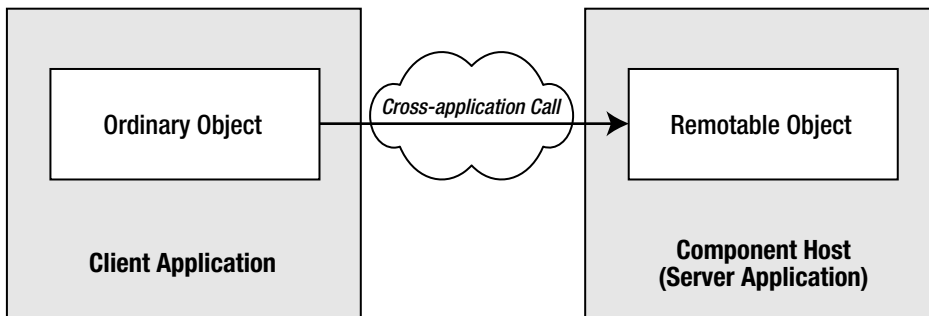 Ordinary Object
Cross-application Call
Remotable Object
Client Application
Component Host
(Server Application)